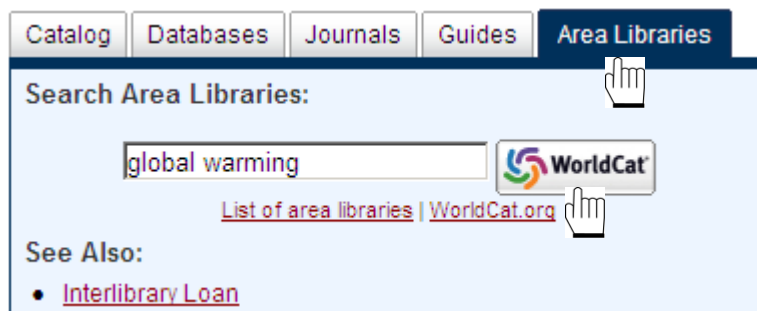 Catalog Databases Journals Guides Area Libraries
Search Area Libraries:
global warming WorldCat
List of area libraries | WorldCat.org
See Also:
• Interlibrary Loan